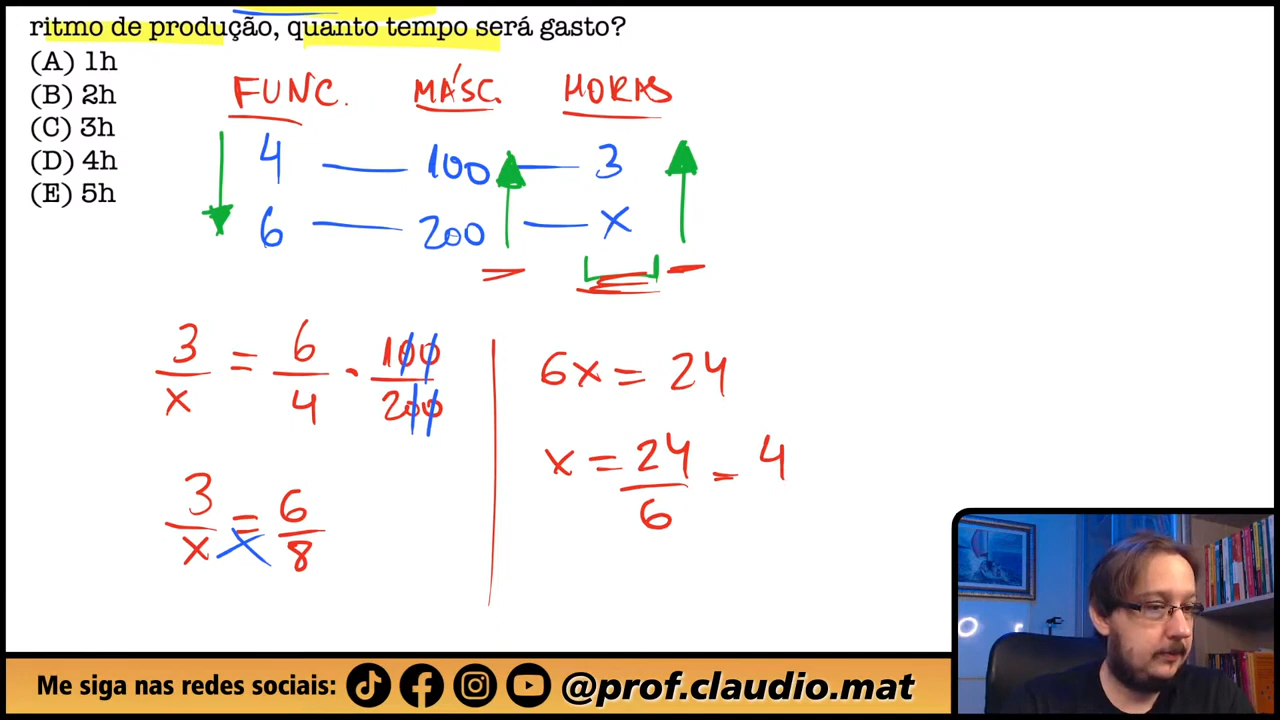 ritmo de produção, quanto tempo será gasto?
(A) 1h
(B) 2h
(C) 3h
(D) 4h
(E) 5h
FUNC. MÁSC. HORAS
4 — 100 — 3
6 — 200 — x
3/x = 6/4 · 100/200
6x = 24
x = 24/6 = 4
3/x = 6/8
Me siga nas redes sociais: @prof.claudio.mat